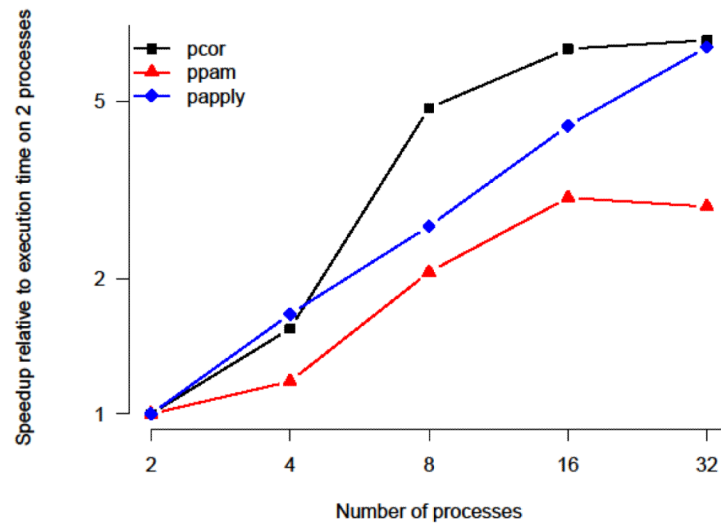 Speedup relative to execution time on 2 processes
pcor
ppam
papply
5
2
1
2 4 8 16 32
Number of processes